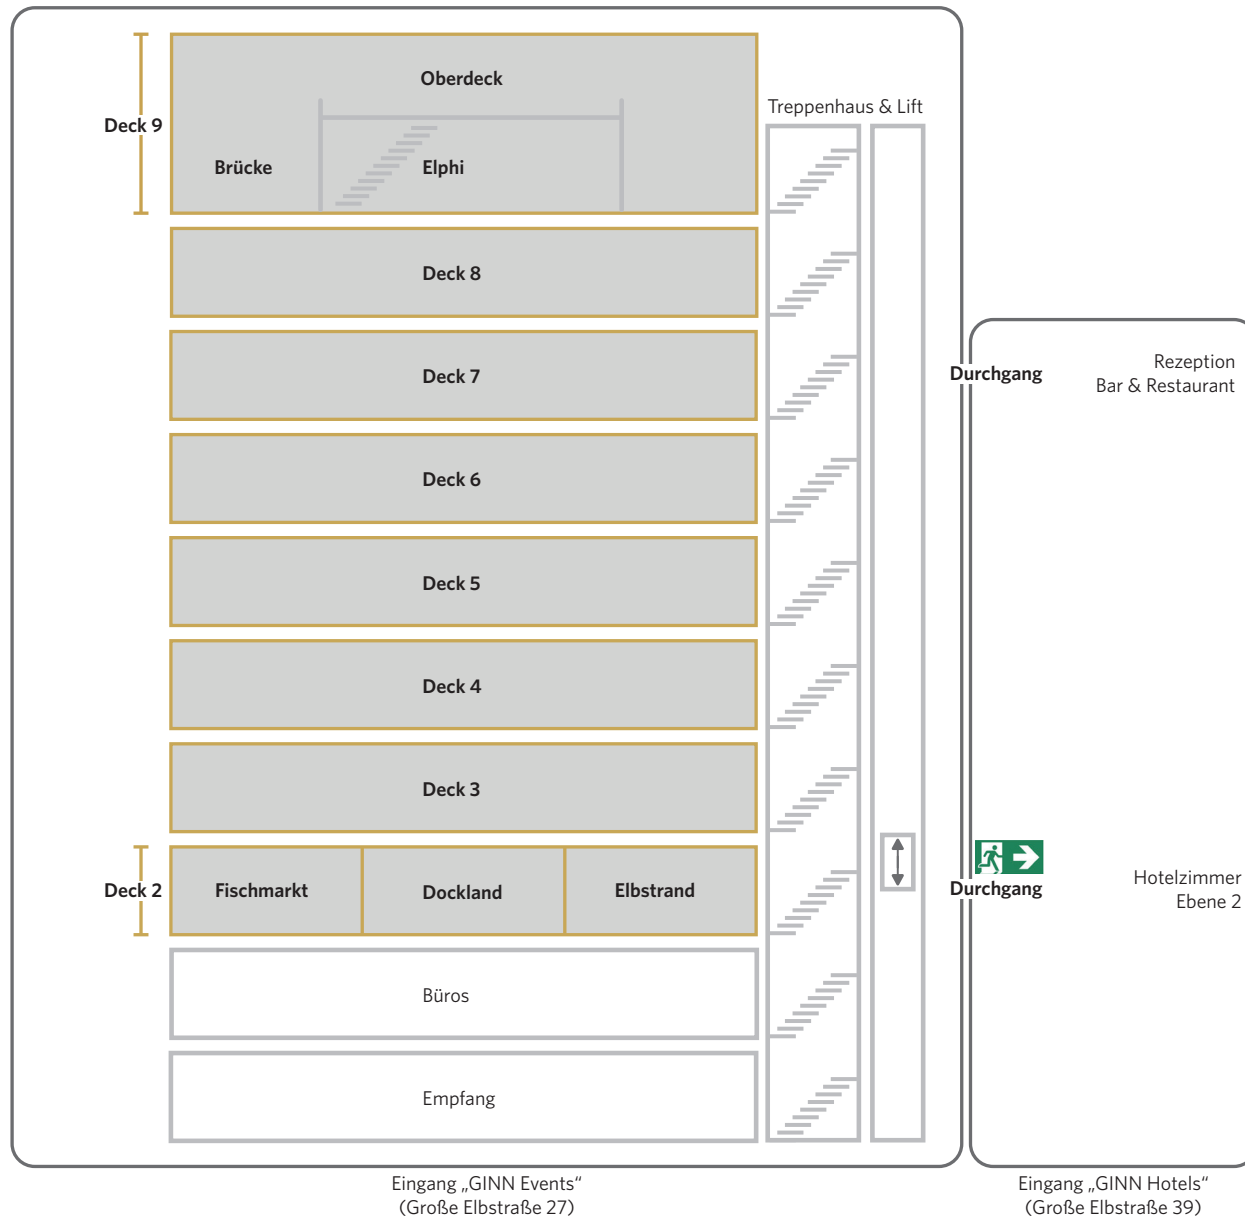 Oberdeck
Treppenhaus & Lift
Deck 9
Brücke
Elphi
Deck 8
Deck 7
Durchgang
Rezeption
Bar & Restaurant
Deck 6
Deck 5
Deck 4
Deck 3
Deck 2
Fischmarkt
Dockland
Elbstrand
Durchgang
Hotelzimmer
Ebene 2
Büros
Empfang
Eingang „GINN Events“
(Große Elbstraße 27)
Eingang „GINN Hotels“
(Große Elbstraße 39)